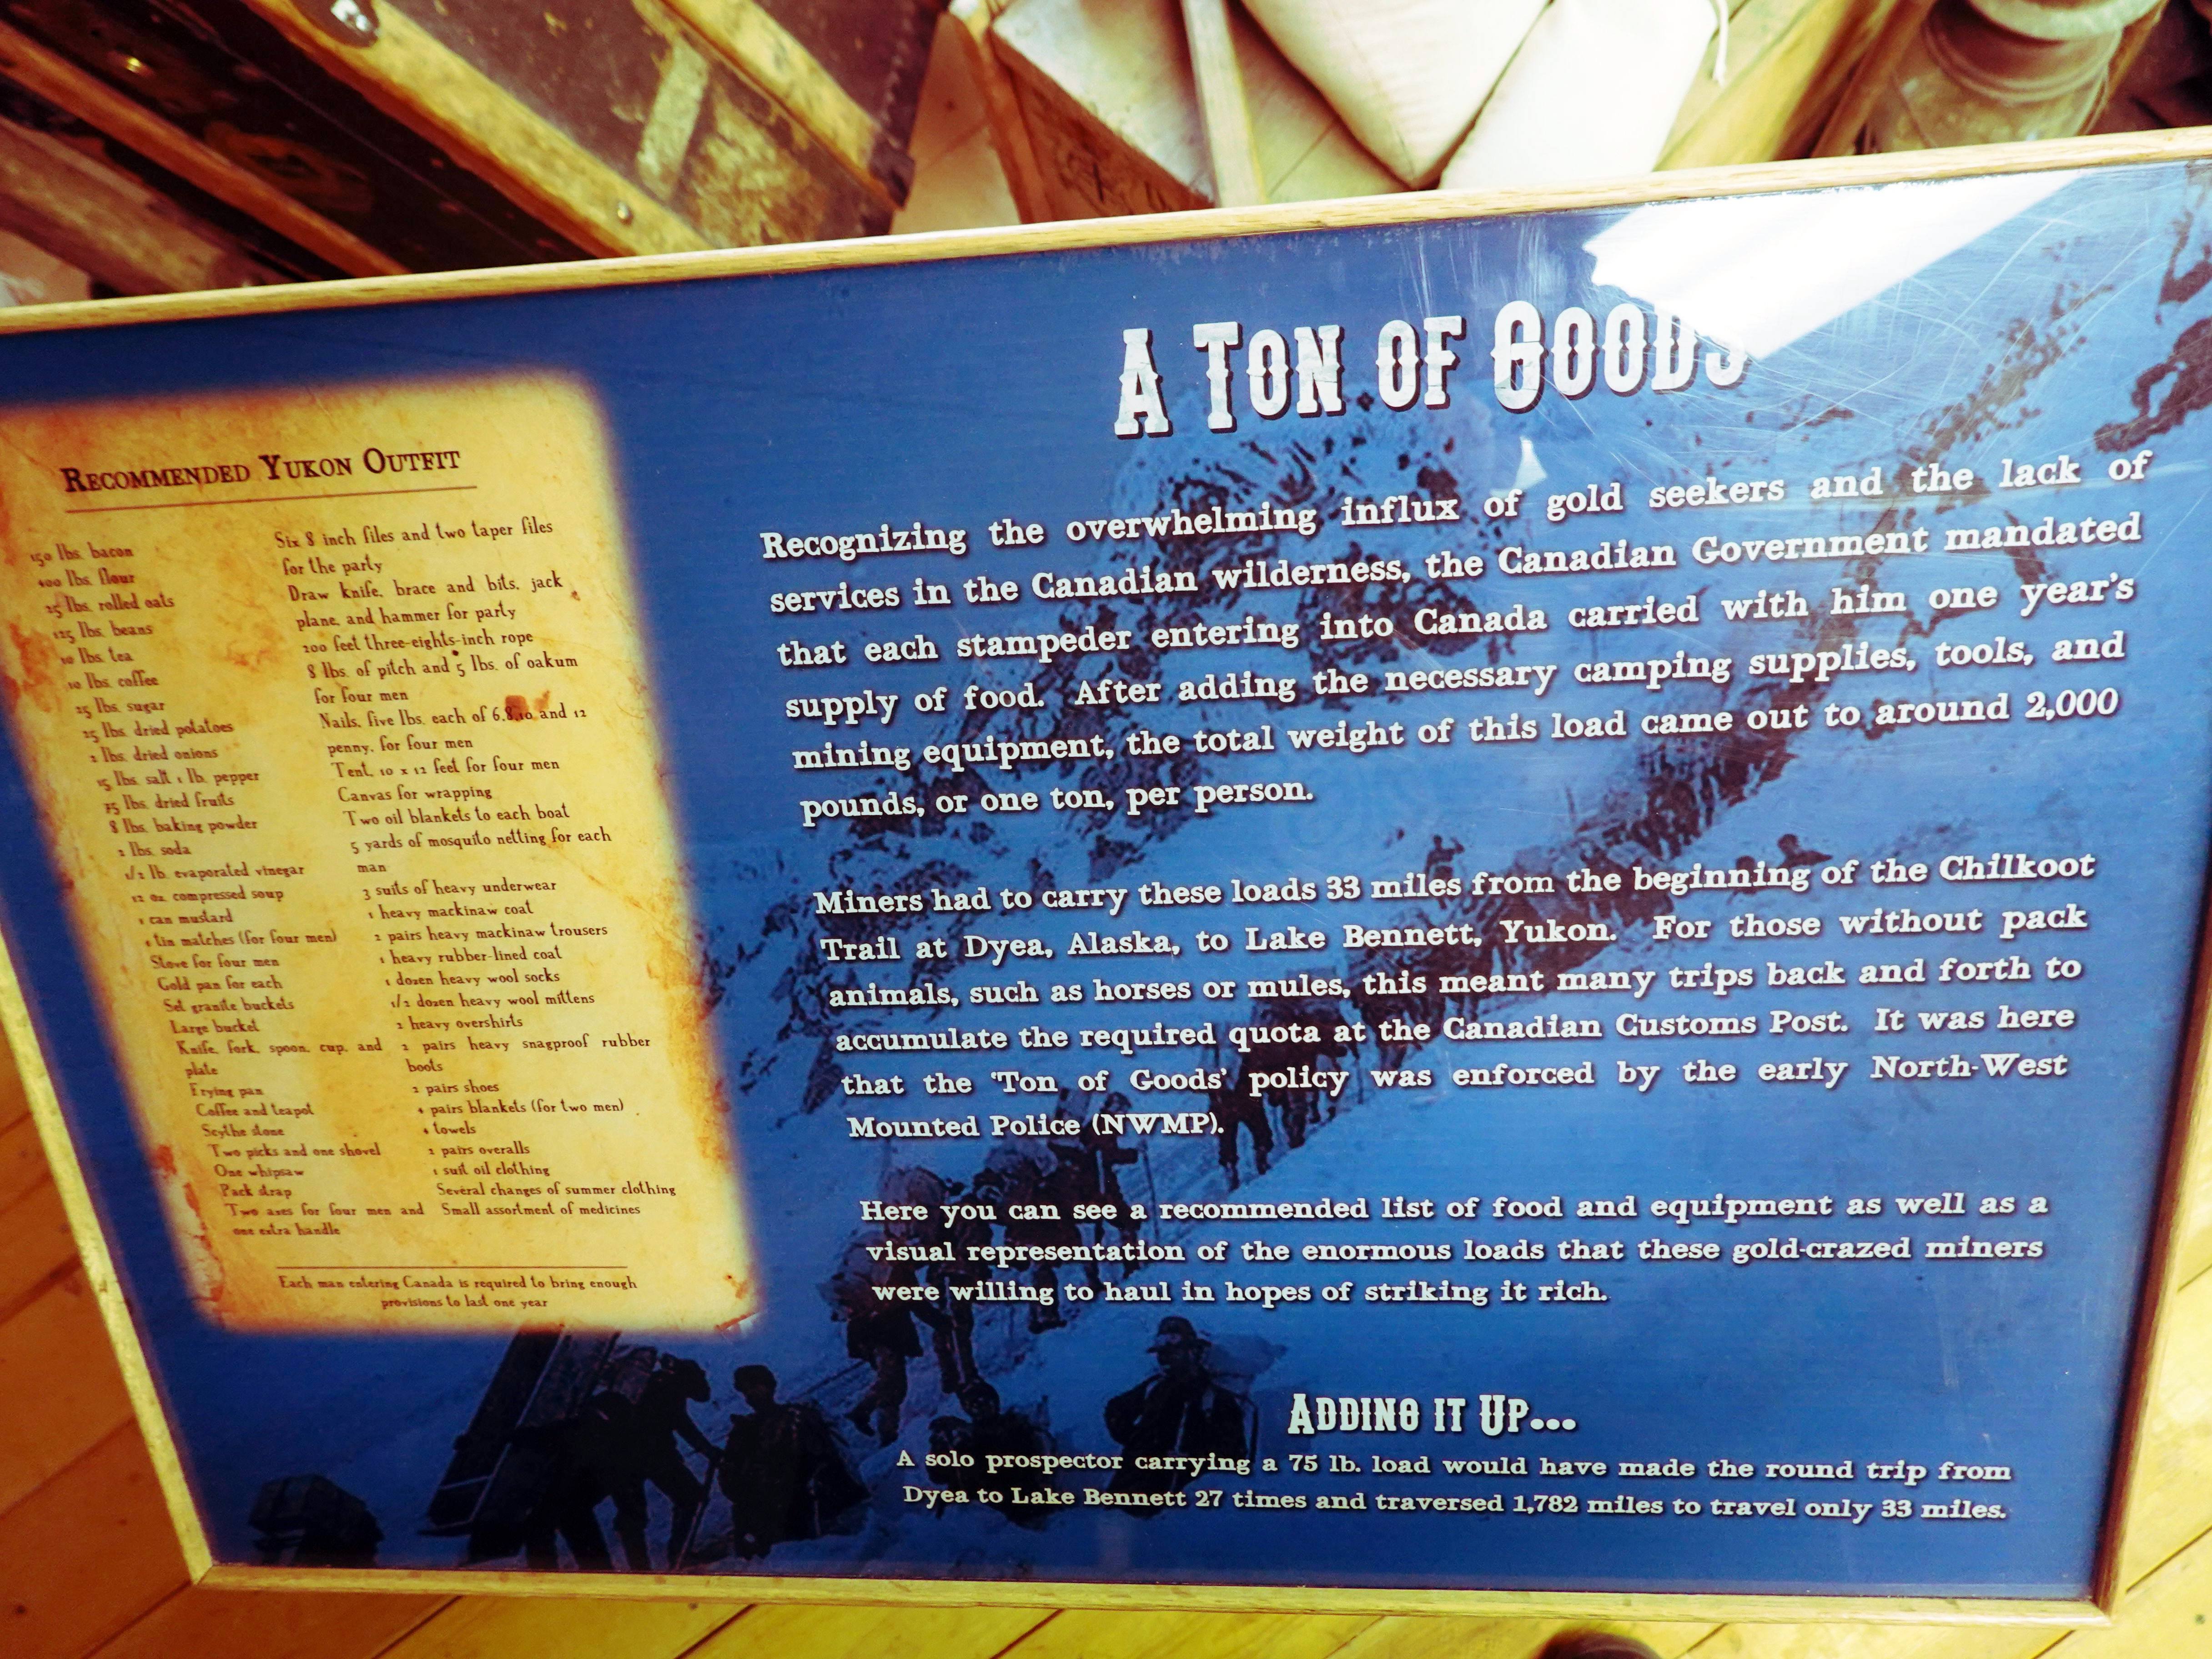 A TON OF GOODS
RECOMMENDED YUKON OUTFIT
150 lbs. bacon
400 lbs. flour
25 lbs. rolled oats
125 lbs. beans
10 lbs. tea
10 lbs. coffee
25 lbs. sugar
25 lbs. dried potatoes
2 lbs. dried onions
15 lbs. salt 1 lb. pepper
75 lbs. dried fruits
8 lbs. baking powder
2 lbs. soda
1/2 lb. evaporated vinegar
12 oz. compressed soup
1 can mustard
1 tin matches (for four men)
Stove for four men
Gold pan for each
Set granite buckets
Large bucket
Knife, fork, spoon, cup, and
plate
Frying pan
Coffee and teapot
Scythe stone
Two picks and one shovel
One whipsaw
Pack strap
Two axes for four men and
one extra handle
Six 8 inch files and two taper files
for the party
Draw knife, brace and bits, jack
plane, and hammer for party
200 feet three-eights-inch rope
8 lbs. of pitch and 5 lbs. of oakum
for four men
Nails, five lbs. each of 6,8,10 and 12
penny, for four men
Tent, 10 x 12 feet for four men
Canvas for wrapping
Two oil blankets to each boat
5 yards of mosquito netting for each
man
3 suits of heavy underwear
1 heavy mackinaw coat
2 pairs heavy mackinaw trousers
1 heavy rubber-lined coat
1 dozen heavy wool socks
1/2 dozen heavy wool mittens
2 heavy overshirts
2 pairs heavy snagproof rubber
boots
2 pairs shoes
4 pairs blankets (for two men)
4 towels
2 pairs overalls
1 suit oil clothing
Several changes of summer clothing
Small assortment of medicines
Each man entering Canada is required to bring enough
provisions to last one year
Recognizing the overwhelming influx of gold seekers and the lack of
services in the Canadian wilderness, the Canadian Government mandated
that each stampeder entering into Canada carried with him one year's
supply of food. After adding the necessary camping supplies, tools, and
mining equipment, the total weight of this load came out to around 2,000
pounds, or one ton, per person.
Miners had to carry these loads 33 miles from the beginning of the Chilkoot
Trail at Dyea, Alaska, to Lake Bennett, Yukon. For those without pack
animals, such as horses or mules, this meant many trips back and forth to
accumulate the required quota at the Canadian Customs Post. It was here
that the 'Ton of Goods' policy was enforced by the early North-West
Mounted Police (NWMP).
Here you can see a recommended list of food and equipment as well as a
visual representation of the enormous loads that these gold-crazed miners
were willing to haul in hopes of striking it rich.
ADDING IT UP...
A solo prospector carrying a 75 lb. load would have made the round trip from
Dyea to Lake Bennett 27 times and traversed 1,782 miles to travel only 33 miles.